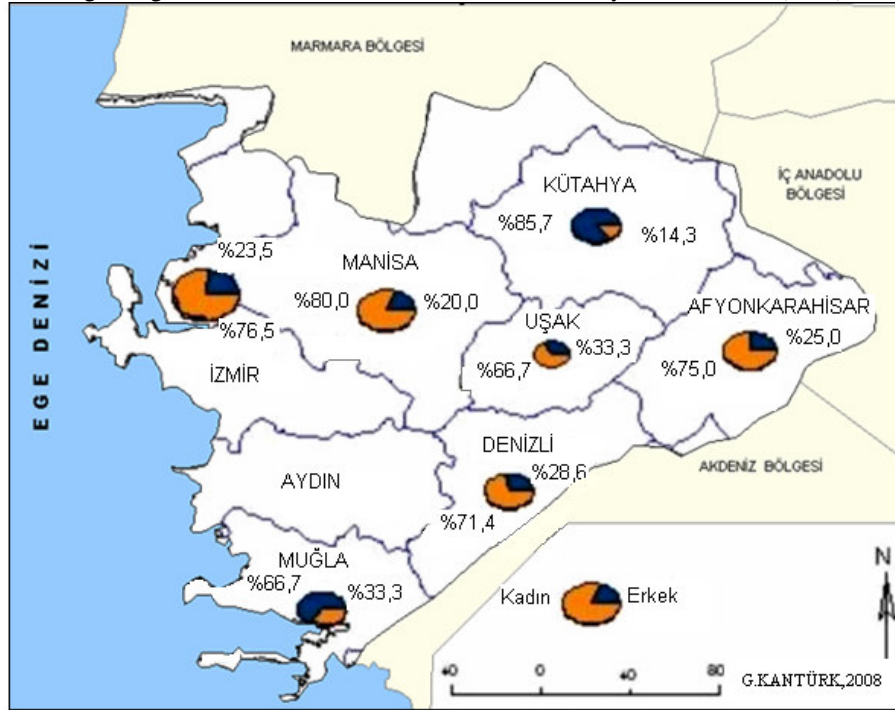 MARMARA BÖLGESİ
İÇ ANADOLU
BÖLGESİ
KÜTAHYA
%85,7
%14,3
%23,5
MANİSA
%80,0
%20,0
%76,5
AFYONKARAHİSAR
%25,0
%75,0
UŞAK
%33,3
%66,7
EGE DENİZİ
İZMİR
DENİZLİ
%28,6
%71,4
AKDENİZ BÖLGESİ
AYDIN
MUĞLA
%66,7
%33,3
Kadın
Erkek
N
40 0 40 80
G.KANTÜRK,2008